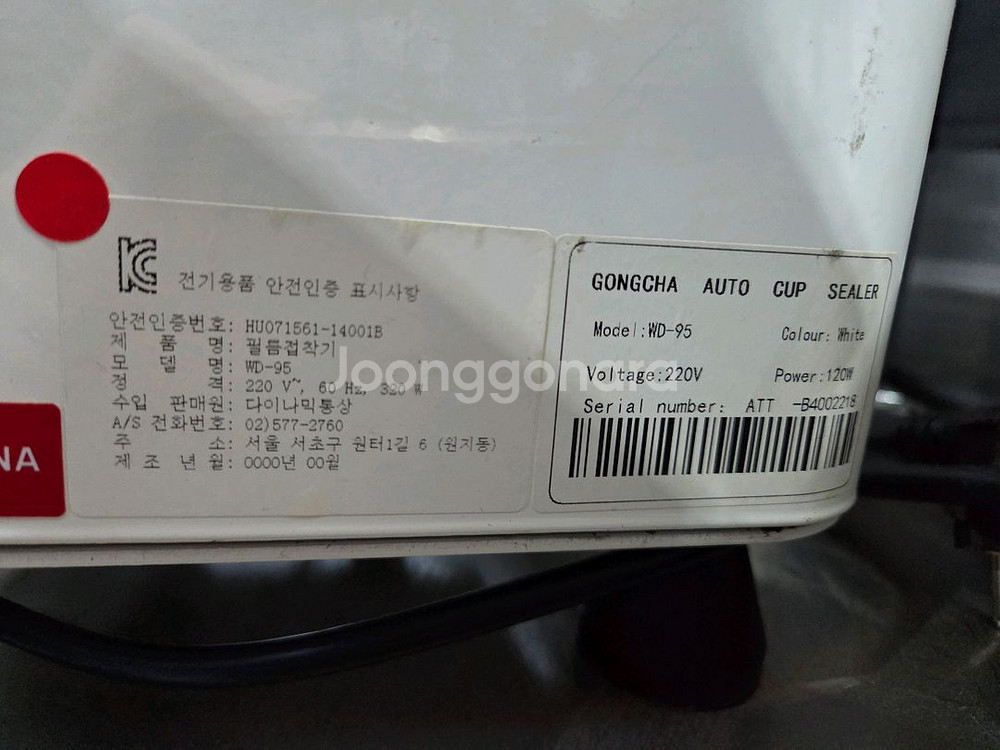 KC
전기용품 안전인증 표시사항
안전인증번호: HU071561-14001B
제 품 명: 필름접착기
모 델 명: WD-95
정 격: 220 V~, 60 Hz, 320 W
수입 판매원: 다이나믹통상
A/S 전화번호: 02)577-2760
주 소: 서울 서초구 원터1길 6 (원지동)
제 조 년 월: 0000년 00월
NA
GONGCHA AUTO CUP SEALER
Model:WD-95 Colour: White
Voltage:220V Power:120W
Serial number: ATT -B4002218
Joonggonara